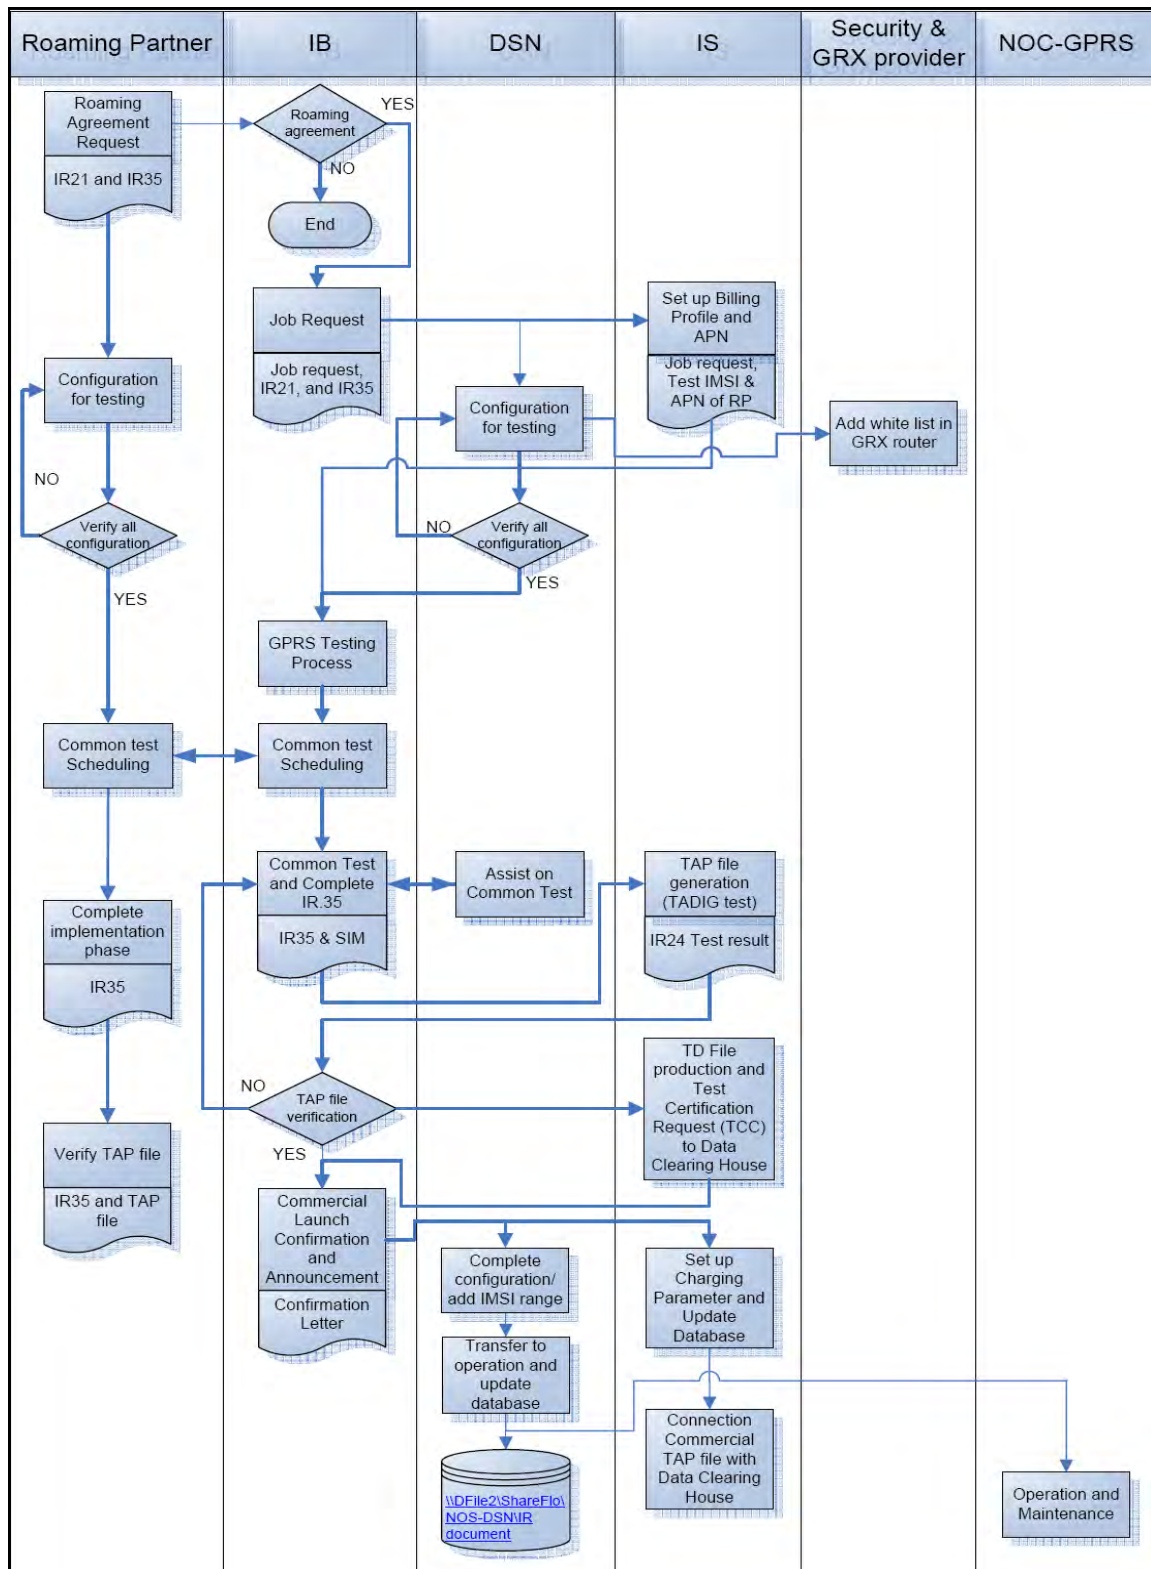 Roaming Partner
IB
DSN
IS
Security &
GRX provider
NOC-GPRS
Roaming
Agreement
Request
IR21 and IR35
Roaming
agreement
YES
NO
End
Job Request
Job request,
IR21, and IR35
Set up Billing
Profile and
APN
Job request,
Test IMSI &
APN of RP
Configuration
for testing
Configuration
for testing
Add white list in
GRX router
NO
Verify all
configuration
YES
NO
Verify all
configuration
YES
GPRS Testing
Process
Common test
Scheduling
Common test
Scheduling
Common Test
and Complete
IR.35
IR35 & SIM
Assist on
Common Test
TAP file
generation
(TADIG test)
IR24 Test result
Complete
implementation
phase
IR35
NO
TAP file
verification
YES
TD File
production and
Test
Certification
Request (TCC)
to Data
Clearing House
Verify TAP file
IR35 and TAP
file
Commercial
Launch
Confirmation
and
Announcement
Confirmation
Letter
Complete
configuration/
add IMSI range
Set up
Charging
Parameter and
Update
Database
Transfer to
operation and
update
database
Connection
Commercial
TAP file with
Data Clearing
House
\\DFile2\ShareFlo\
NOS-DSN\IR
document
Operation and
Maintenance